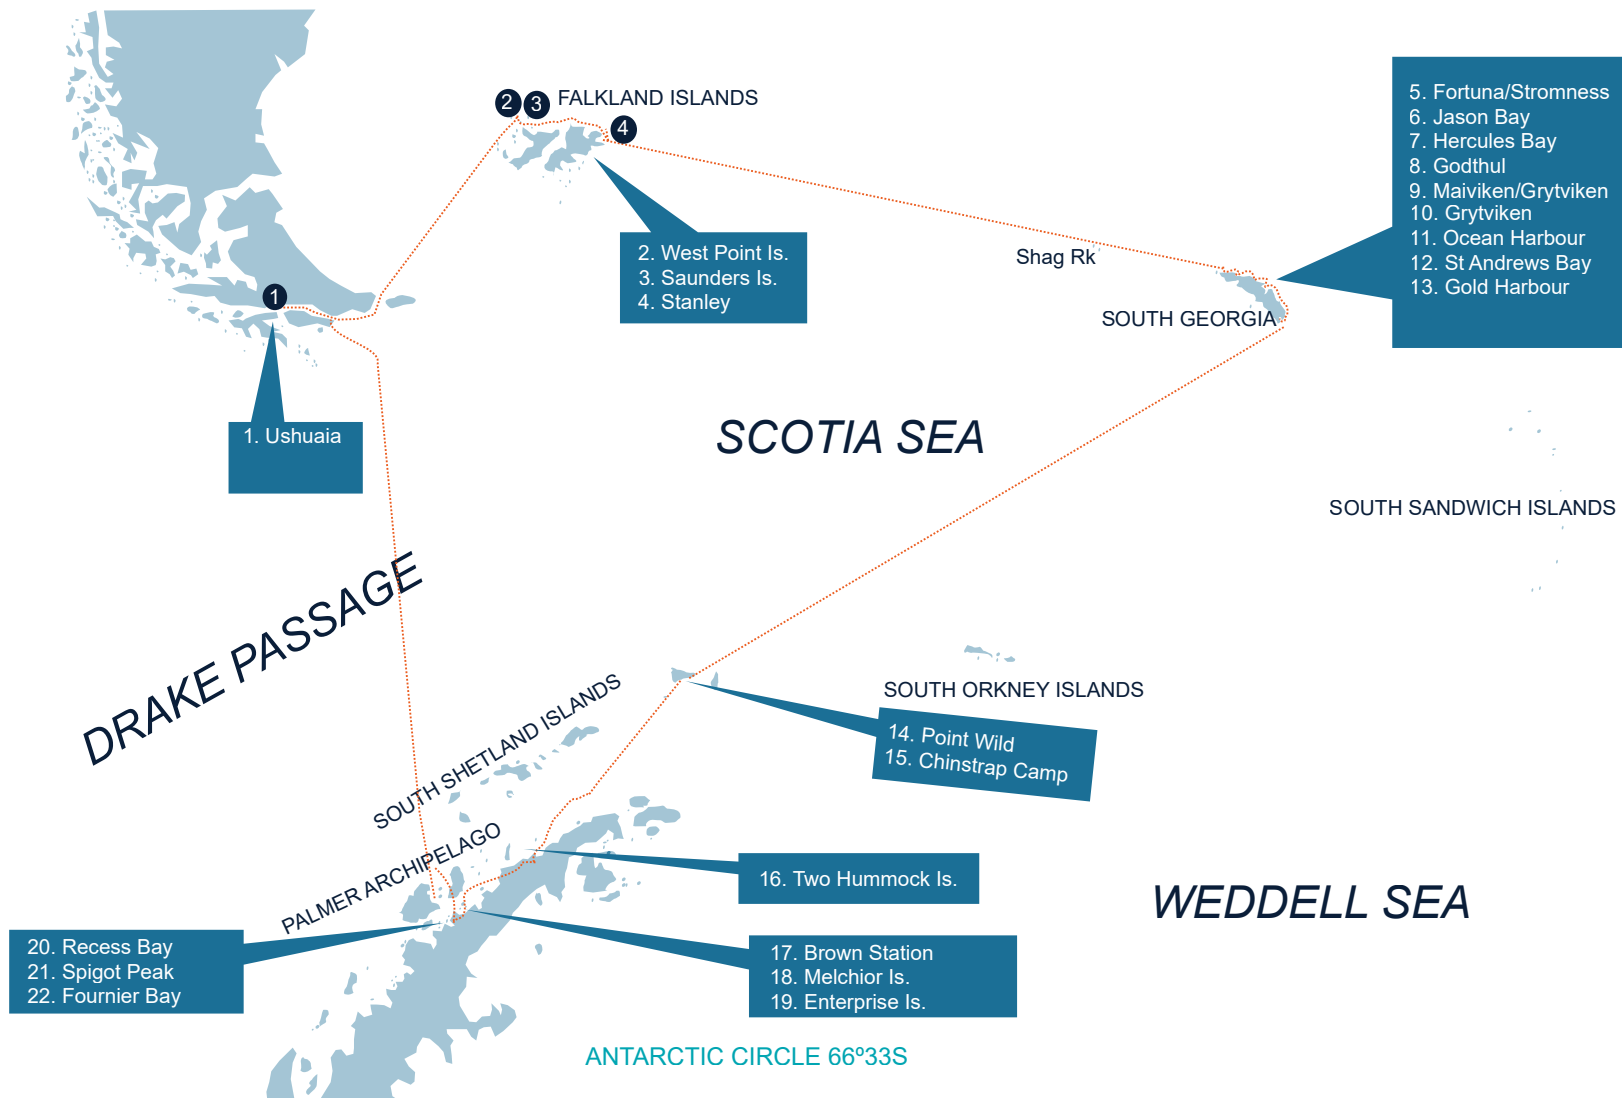 2
3
FALKLAND ISLANDS
4
5. Fortuna/Stromness
6. Jason Bay
7. Hercules Bay
8. Godthul
9. Maiviken/Grytviken
10. Grytviken
11. Ocean Harbour
12. St Andrews Bay
13. Gold Harbour
2. West Point Is.
3. Saunders Is.
4. Stanley
Shag Rk
1
SOUTH GEORGIA
1. Ushuaia
SCOTIA SEA
SOUTH SANDWICH ISLANDS
DRAKE PASSAGE
SOUTH ORKNEY ISLANDS
14. Point Wild
15. Chinstrap Camp
SOUTH SHETLAND ISLANDS
PALMER ARCHIPELAGO
16. Two Hummock Is.
WEDDELL SEA
20. Recess Bay
21. Spigot Peak
22. Fournier Bay
17. Brown Station
18. Melchior Is.
19. Enterprise Is.
ANTARCTIC CIRCLE 66º33S